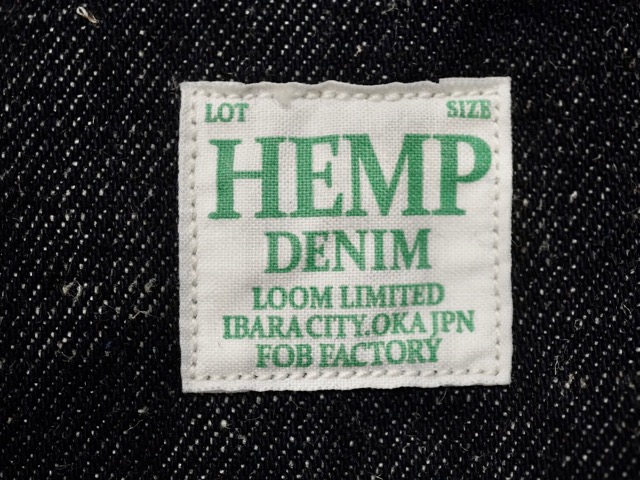 LOT SIZE
HEMP
DENIM
LOOM LIMITED
IBARA CITY.OKA JPN
FOB FACTORY